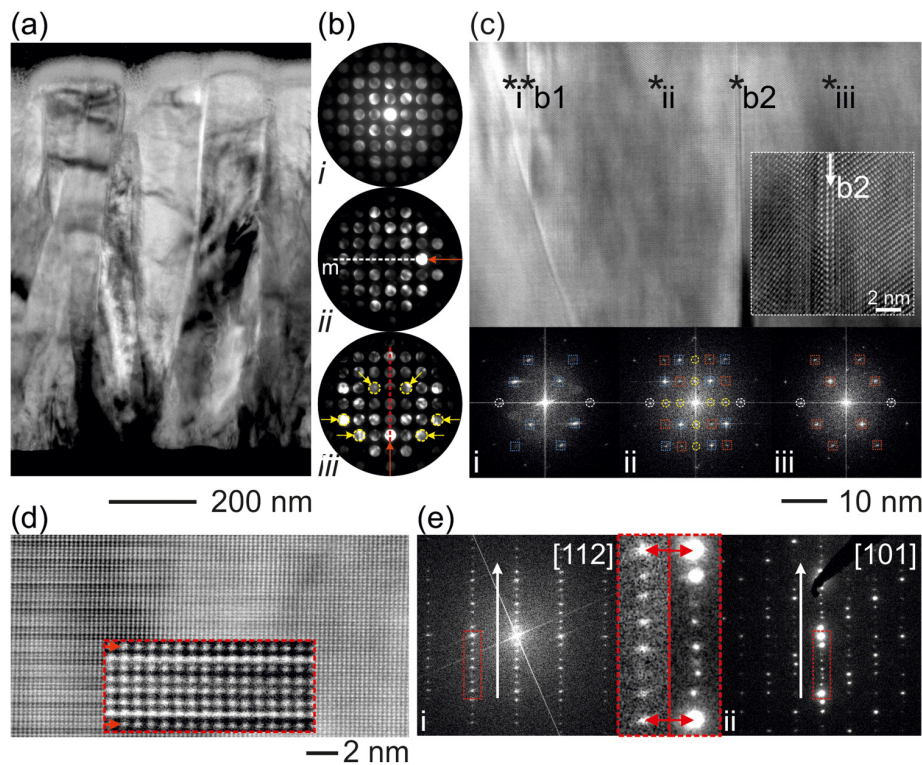 (a)
(b)
(c)
*i *b1 *ii *b2 *iii
i
b2
2 nm
m
ii
iii
i ii iii
200 nm
10 nm
(d)
(e)
[112]
[101]
i
ii
2 nm